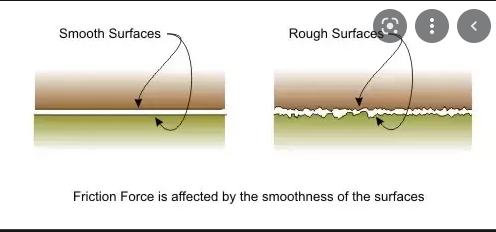 Smooth Surfaces
Rough Surfaces
Friction Force is affected by the smoothness of the surfaces